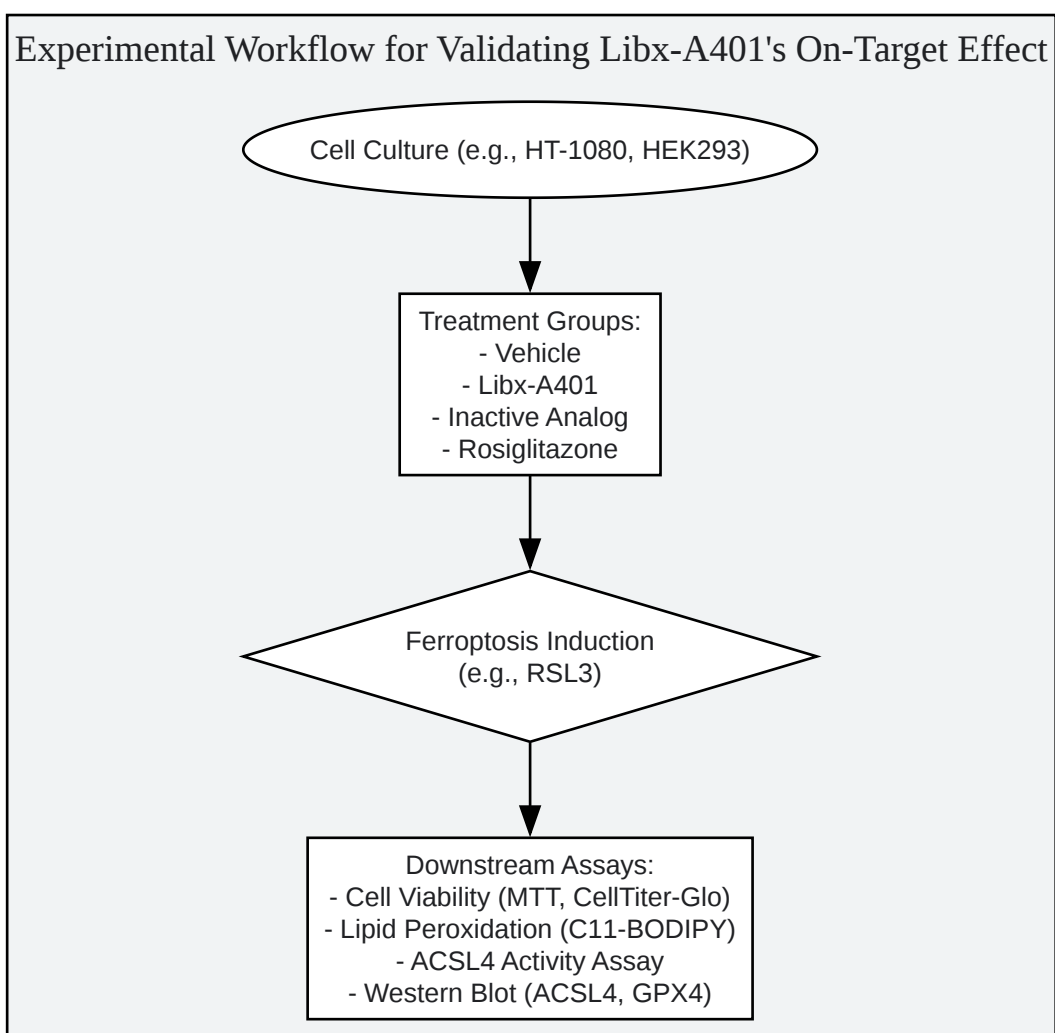 Experimental Workflow for Validating Libx-A401's On-Target Effect
Cell Culture (e.g., HT-1080, HEK293)
Treatment Groups:
- Vehicle
- Libx-A401
- Inactive Analog
- Rosiglitazone
Ferroptosis Induction
(e.g., RSL3)
Downstream Assays:
- Cell Viability (MTT, CellTiter-Glo)
- Lipid Peroxidation (C11-BODIPY)
- ACSL4 Activity Assay
- Western Blot (ACSL4, GPX4)